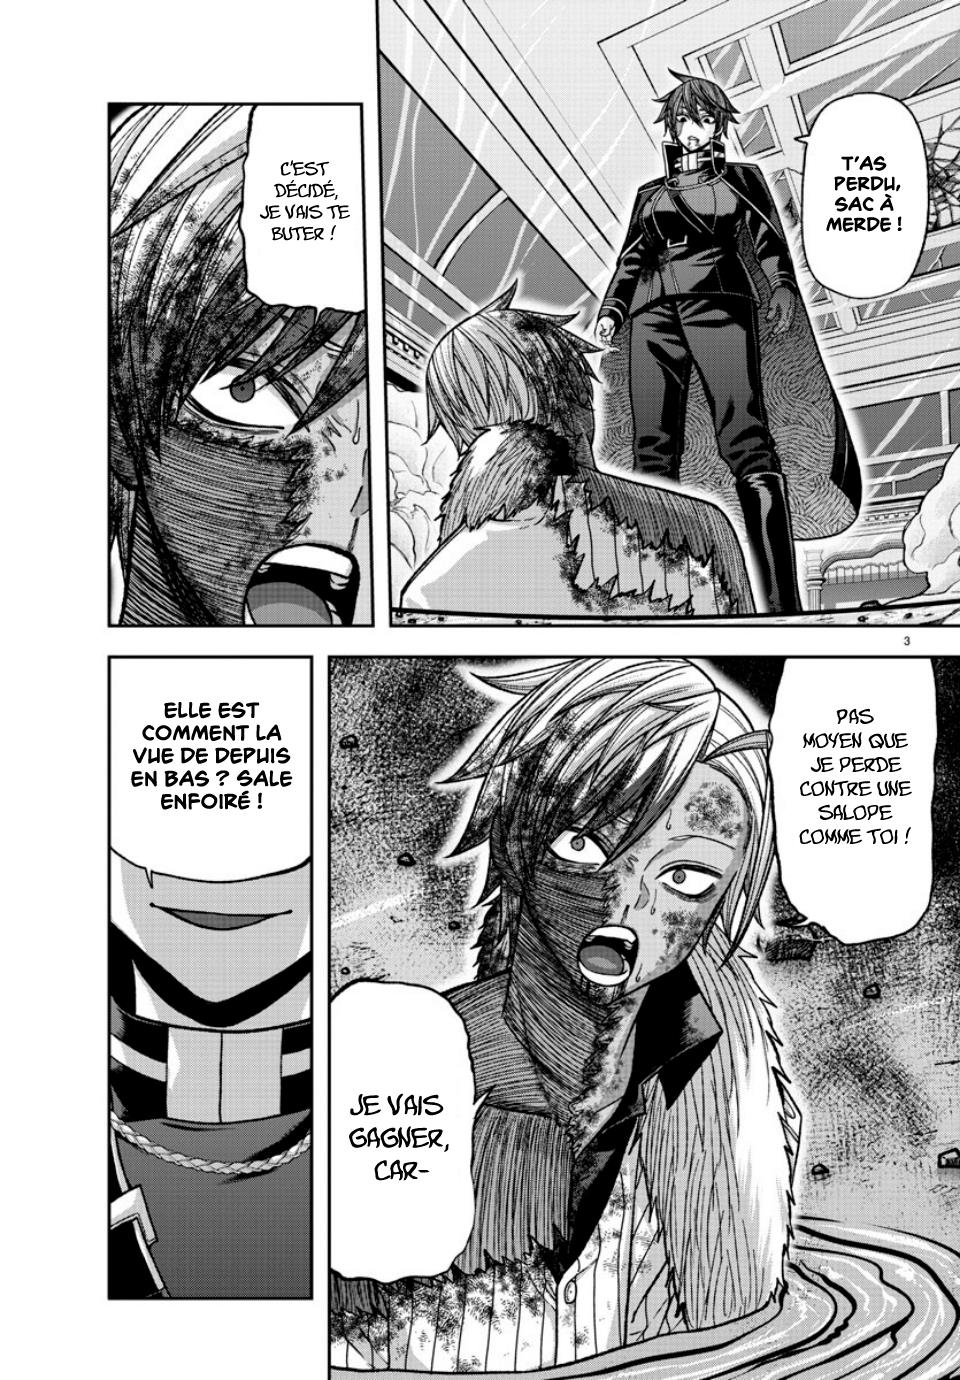 T'AS
PERDU,
SAC À
MERDE !
C'EST
DÉCIDÉ,
JE VAIS TE
BUTER !
3
PAS
MOYEN QUE
JE PERDE
CONTRE UNE
SALOPE
COMME TOI !
JE VAIS
GAGNER,
CAR-
ELLE EST
COMMENT LA
VUE DE DEPUIS
EN BAS ? SALE
ENFOIRÉ !